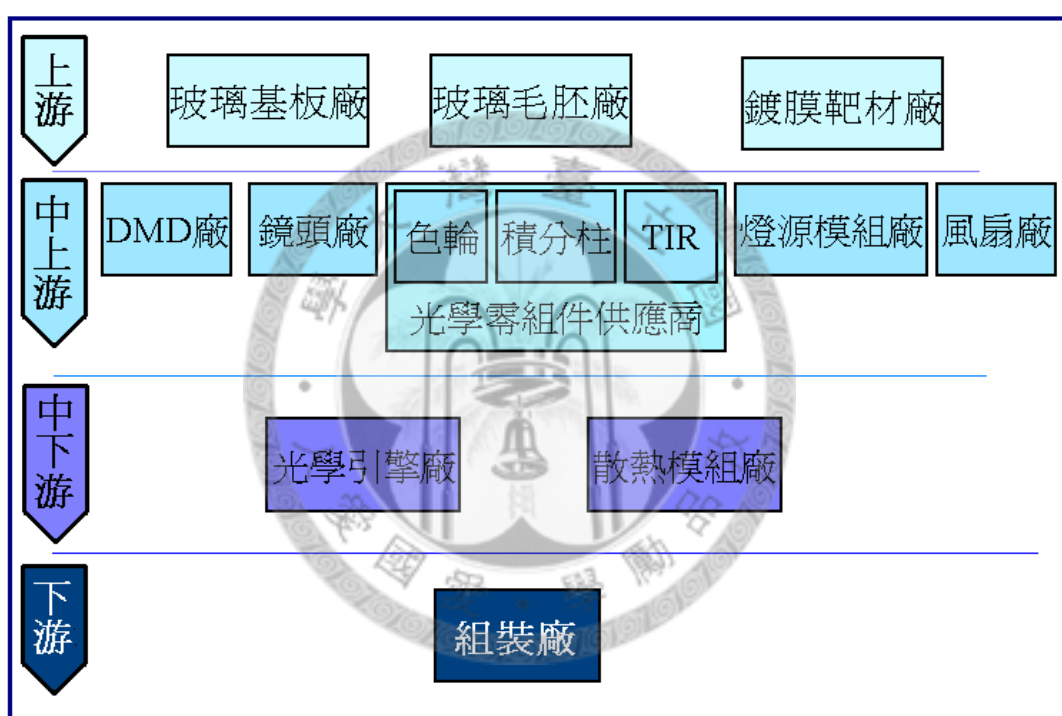 上游
玻璃基板廠
玻璃毛胚廠
鍍膜靶材廠
中上游
DMD廠
鏡頭廠
色輪
積分柱
TIR
燈源模組廠
風扇廠
光學零組件供應商
中下游
光學引擎廠
散熱模組廠
下游
組裝廠